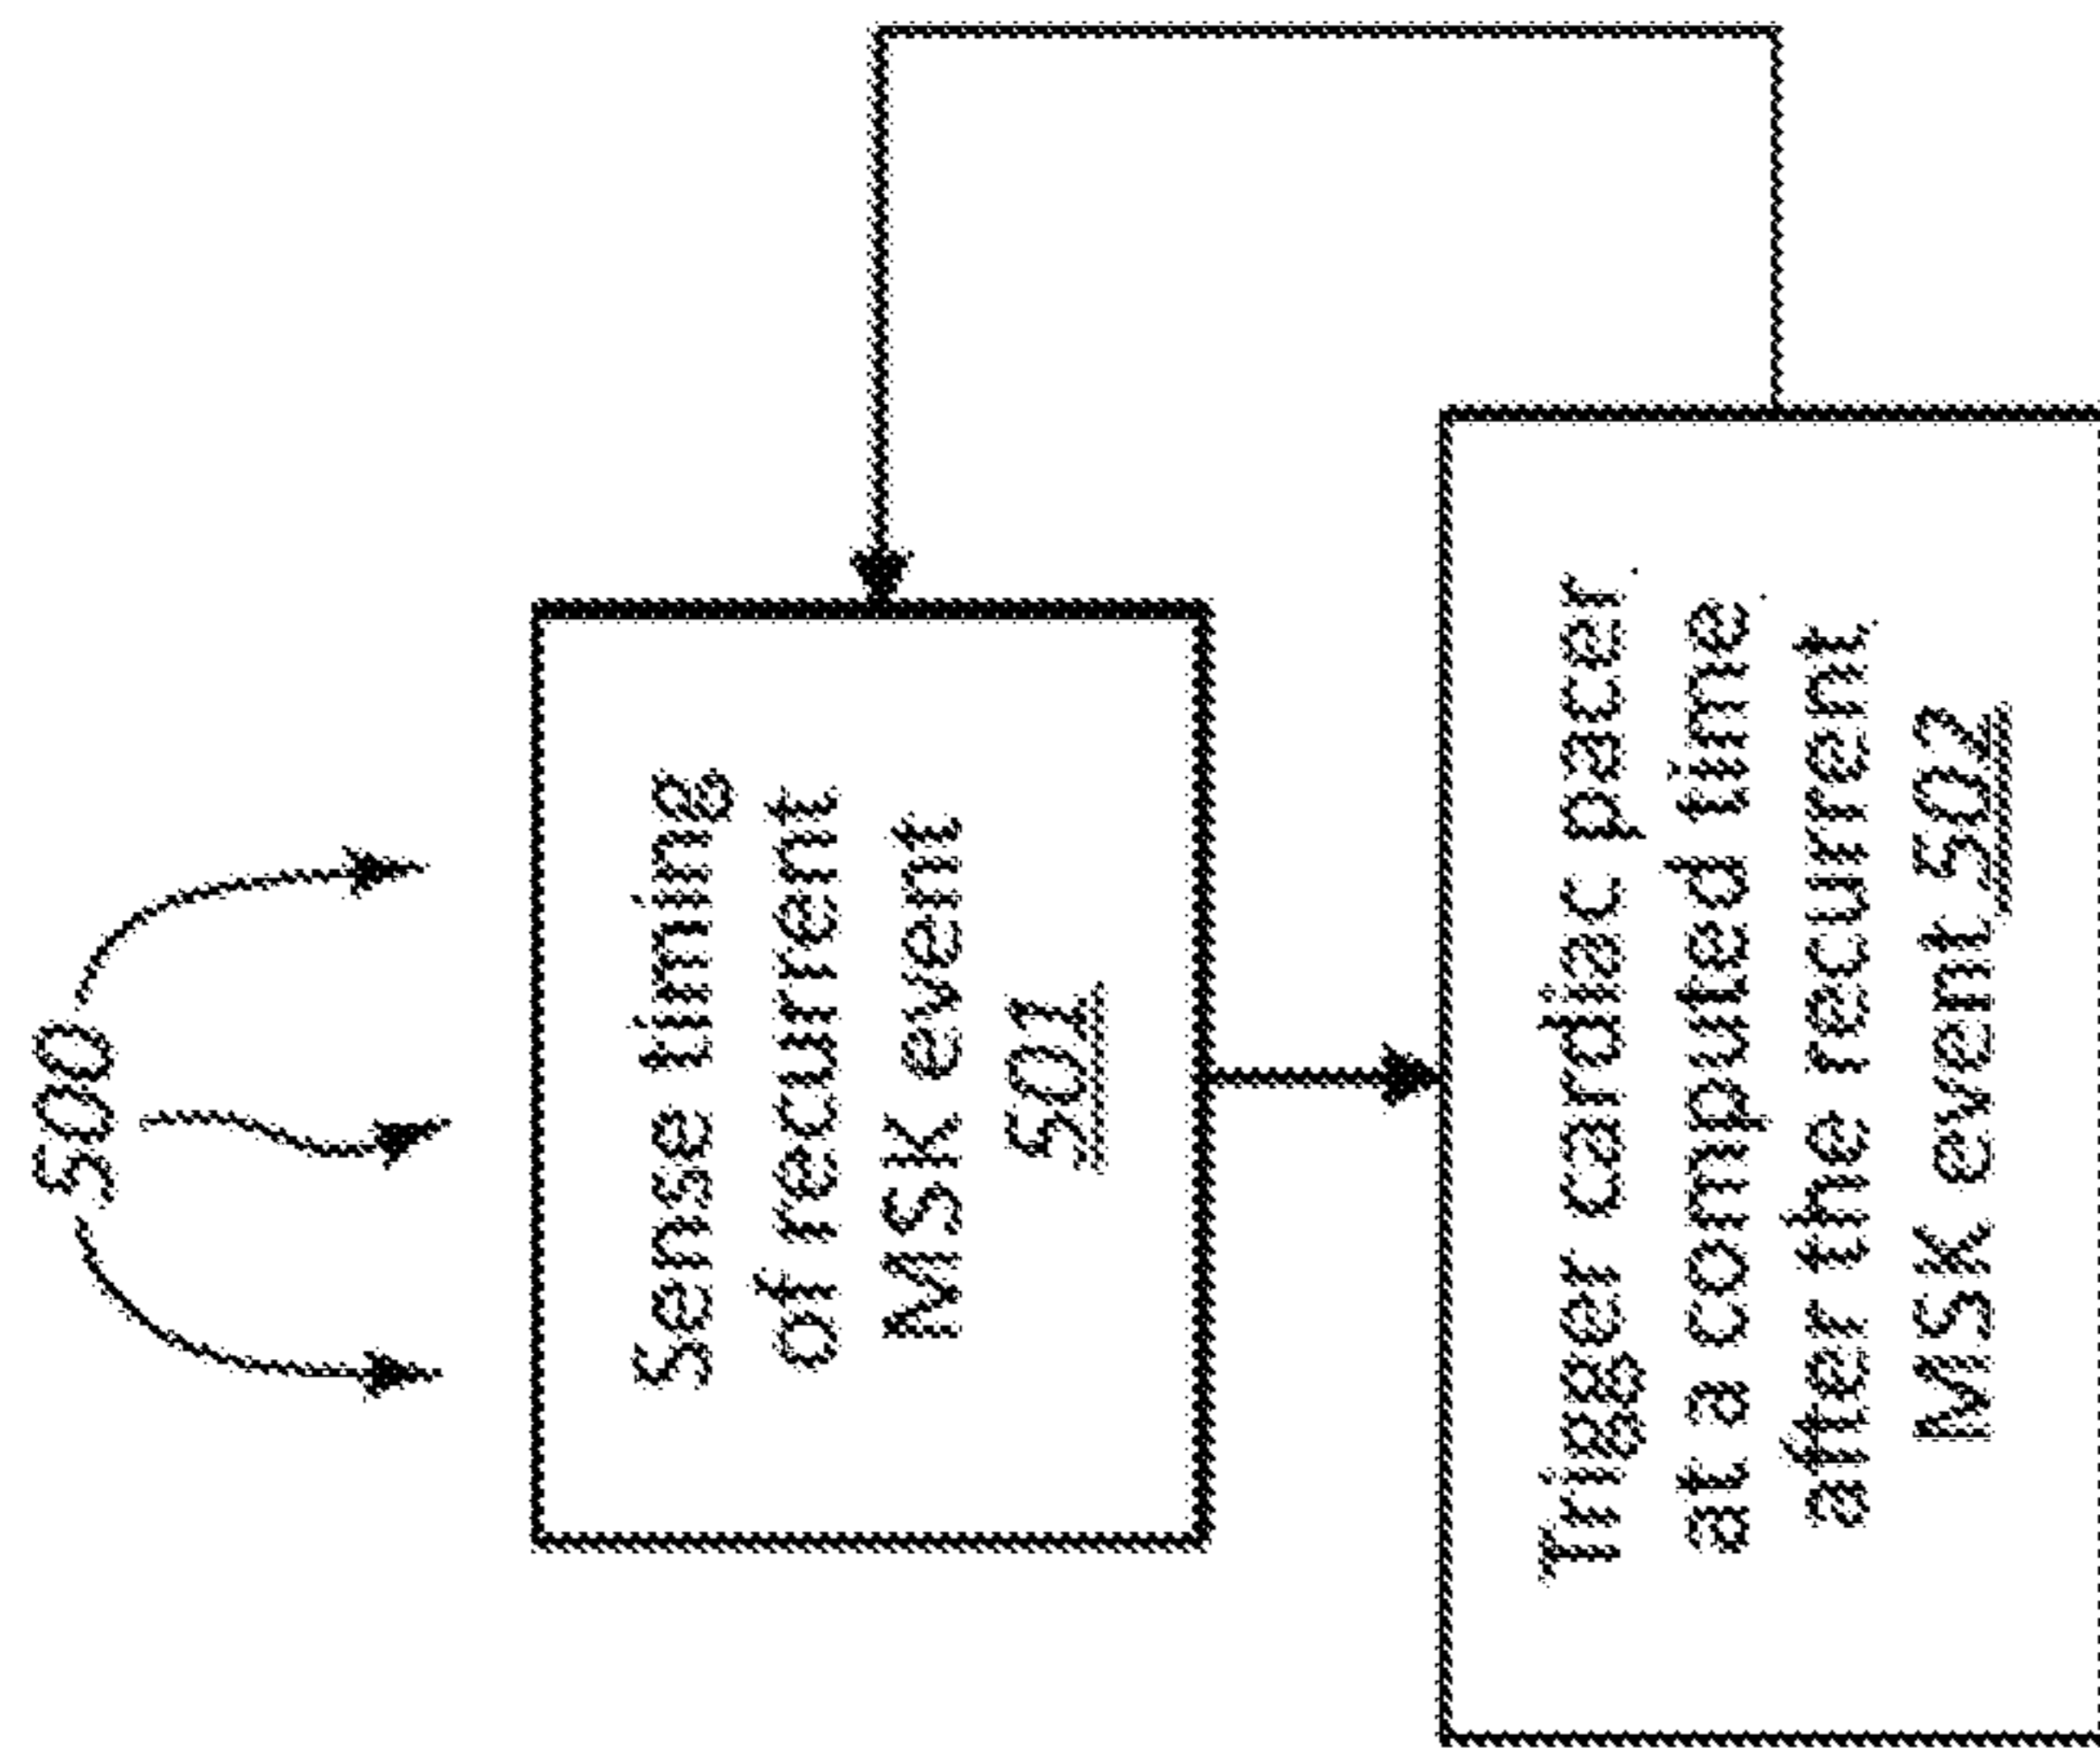 500
Sense timing
of recurrent
MSK event
501
Trigger cardiac pacer
at a computed time
after the recurrent
MSK event 502